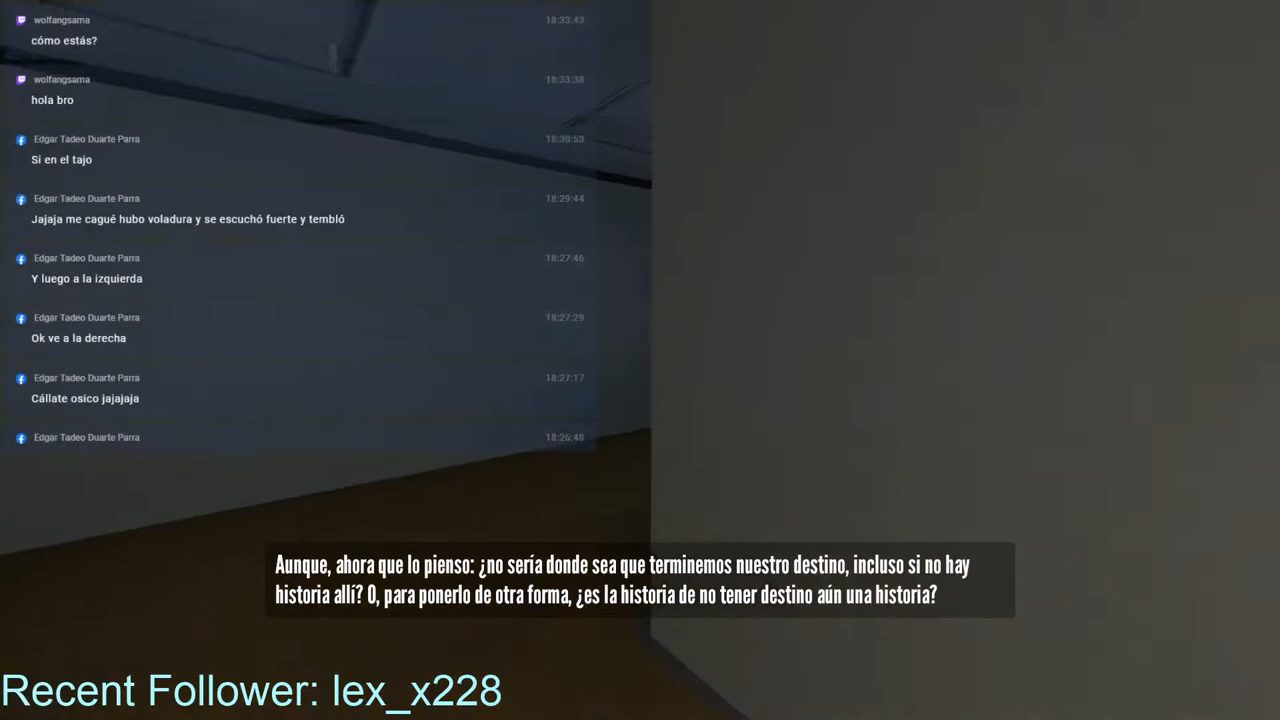 wolfangsama 18:33:43
cómo estás?
wolfangsama 18:33:38
hola bro
Edgar Tadeo Duarte Parra 18:30:53
Si en el tajo
Edgar Tadeo Duarte Parra 18:29:44
Jajaja me cagué hubo voladura y se escuchó fuerte y tembló
Edgar Tadeo Duarte Parra 18:27:46
Y luego a la izquierda
Edgar Tadeo Duarte Parra 18:27:29
Ok ve a la derecha
Edgar Tadeo Duarte Parra 18:27:17
Cállate osico jajajaja
Edgar Tadeo Duarte Parra 18:26:48
Aunque, ahora que lo pienso: ¿no sería donde sea que terminemos nuestro destino, incluso si no hay
historia allí? O, para ponerlo de otra forma, ¿es la historia de no tener destino aún una historia?
Recent Follower: lex_x228